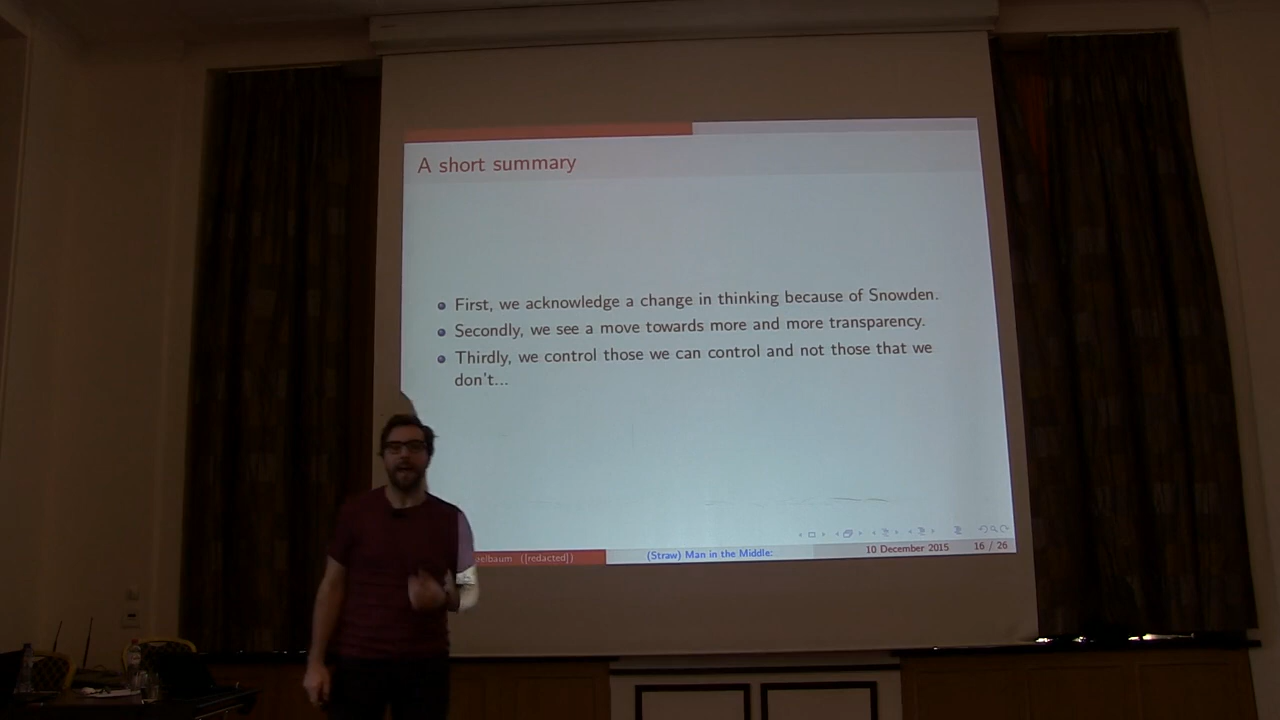 A short summary
First, we acknowledge a change in thinking because of Snowden.
Secondly, we see a move towards more and more transparency.
Thirdly, we control those we can control and not those that we
don't...
([redacted])
(Straw) Man in the Middle:
10 December 2015
16 / 26